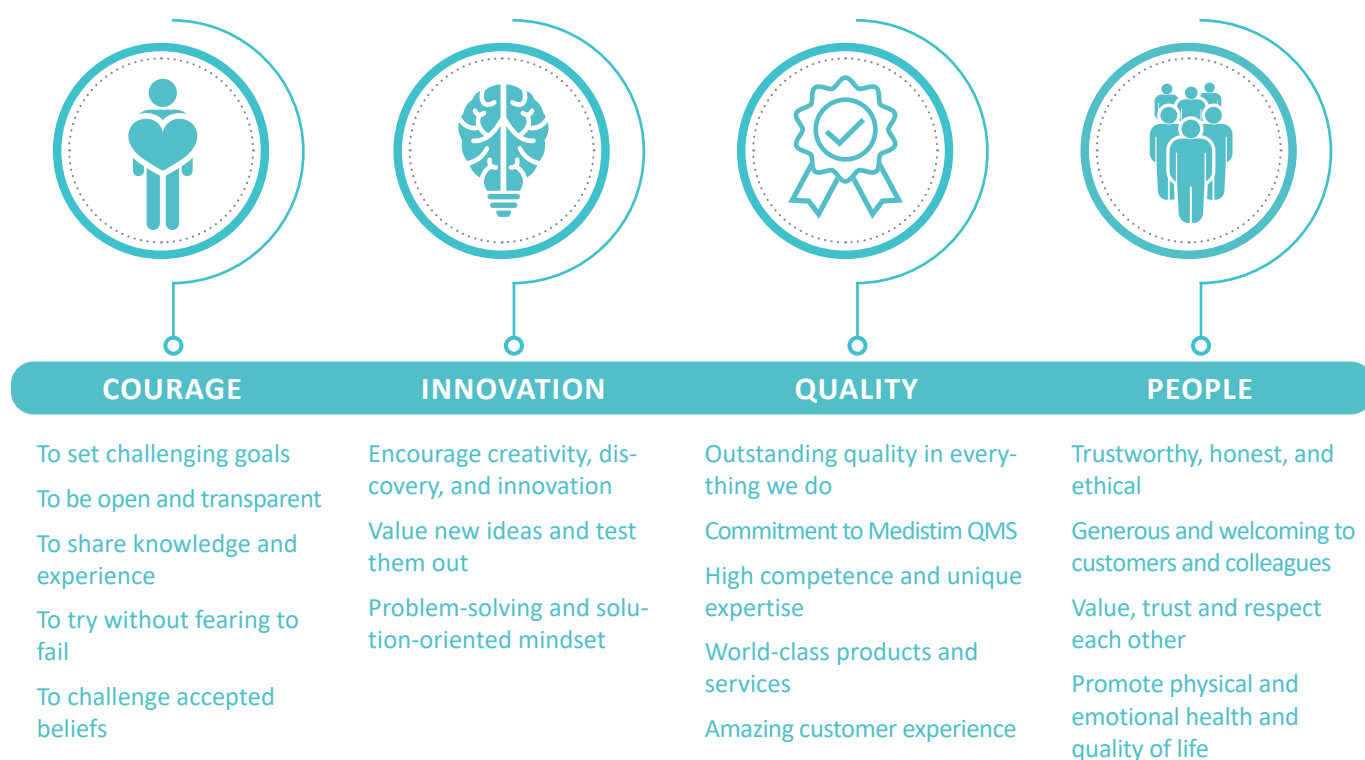 COURAGE
To set challenging goals
To be open and transparent
To share knowledge and
experience
To try without fearing to
fail
To challenge accepted
beliefs
INNOVATION
Encourage creativity, dis-
covery, and innovation
Value new ideas and test
them out
Problem-solving and solu-
tion-oriented mindset
QUALITY
Outstanding quality in every-
thing we do
Commitment to Medistim QMS
High competence and unique
expertise
World-class products and
services
Amazing customer experience
PEOPLE
Trustworthy, honest, and
ethical
Generous and welcoming to
customers and colleagues
Value, trust and respect
each other
Promote physical and
emotional health and
quality of life